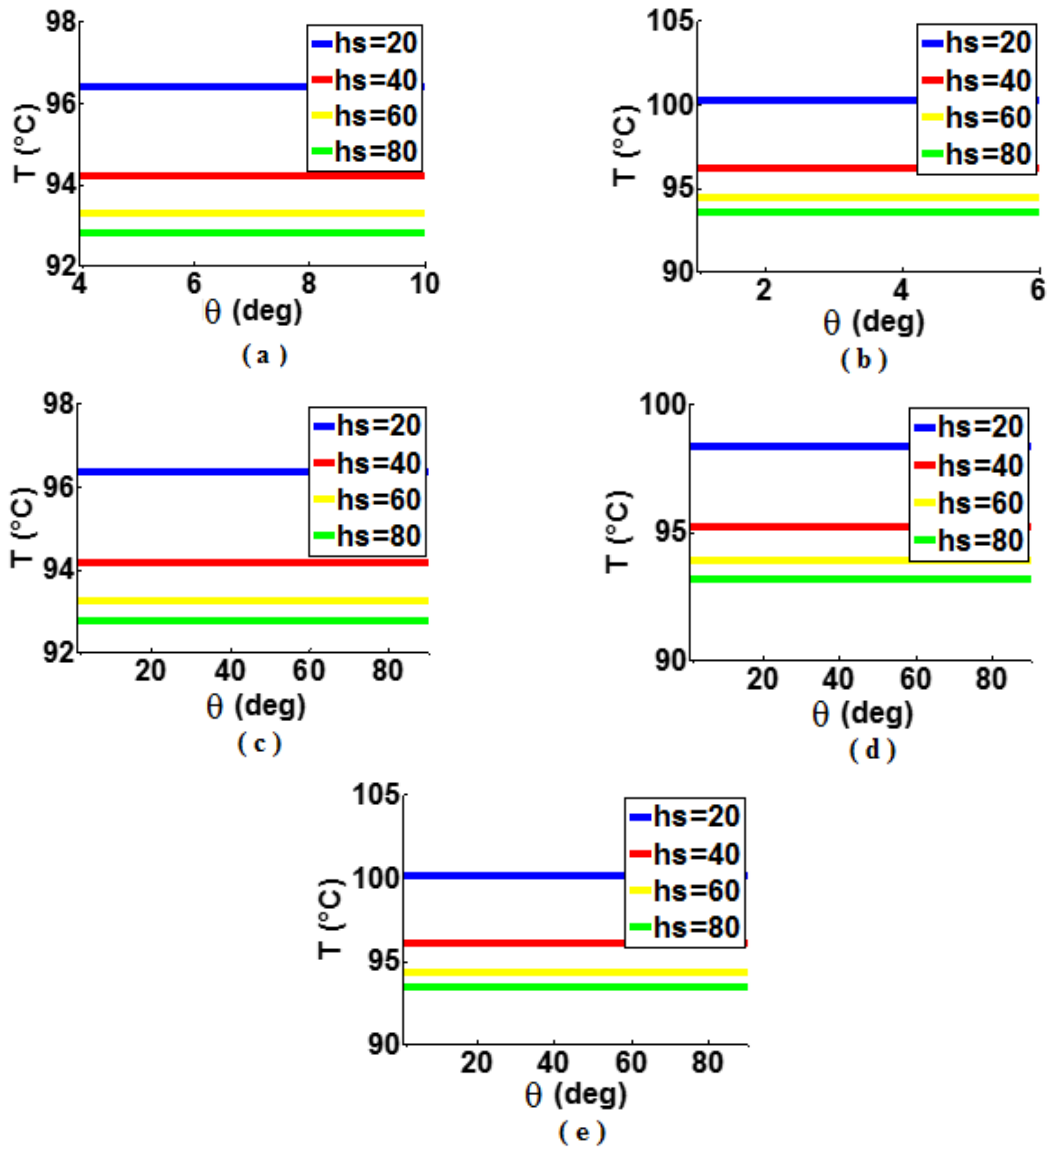 98
96
94
92
T (°C)
hs=20
hs=40
hs=60
hs=80
4 6 8 10
θ (deg)
( a )
105
100
95
90
T (°C)
hs=20
hs=40
hs=60
hs=80
2 4 6
θ (deg)
( b )
98
96
94
92
T (°C)
hs=20
hs=40
hs=60
hs=80
20 40 60 80
θ (deg)
( c )
100
95
90
T (°C)
hs=20
hs=40
hs=60
hs=80
20 40 60 80
θ (deg)
( d )
105
100
95
90
T (°C)
hs=20
hs=40
hs=60
hs=80
20 40 60 80
θ (deg)
( e )